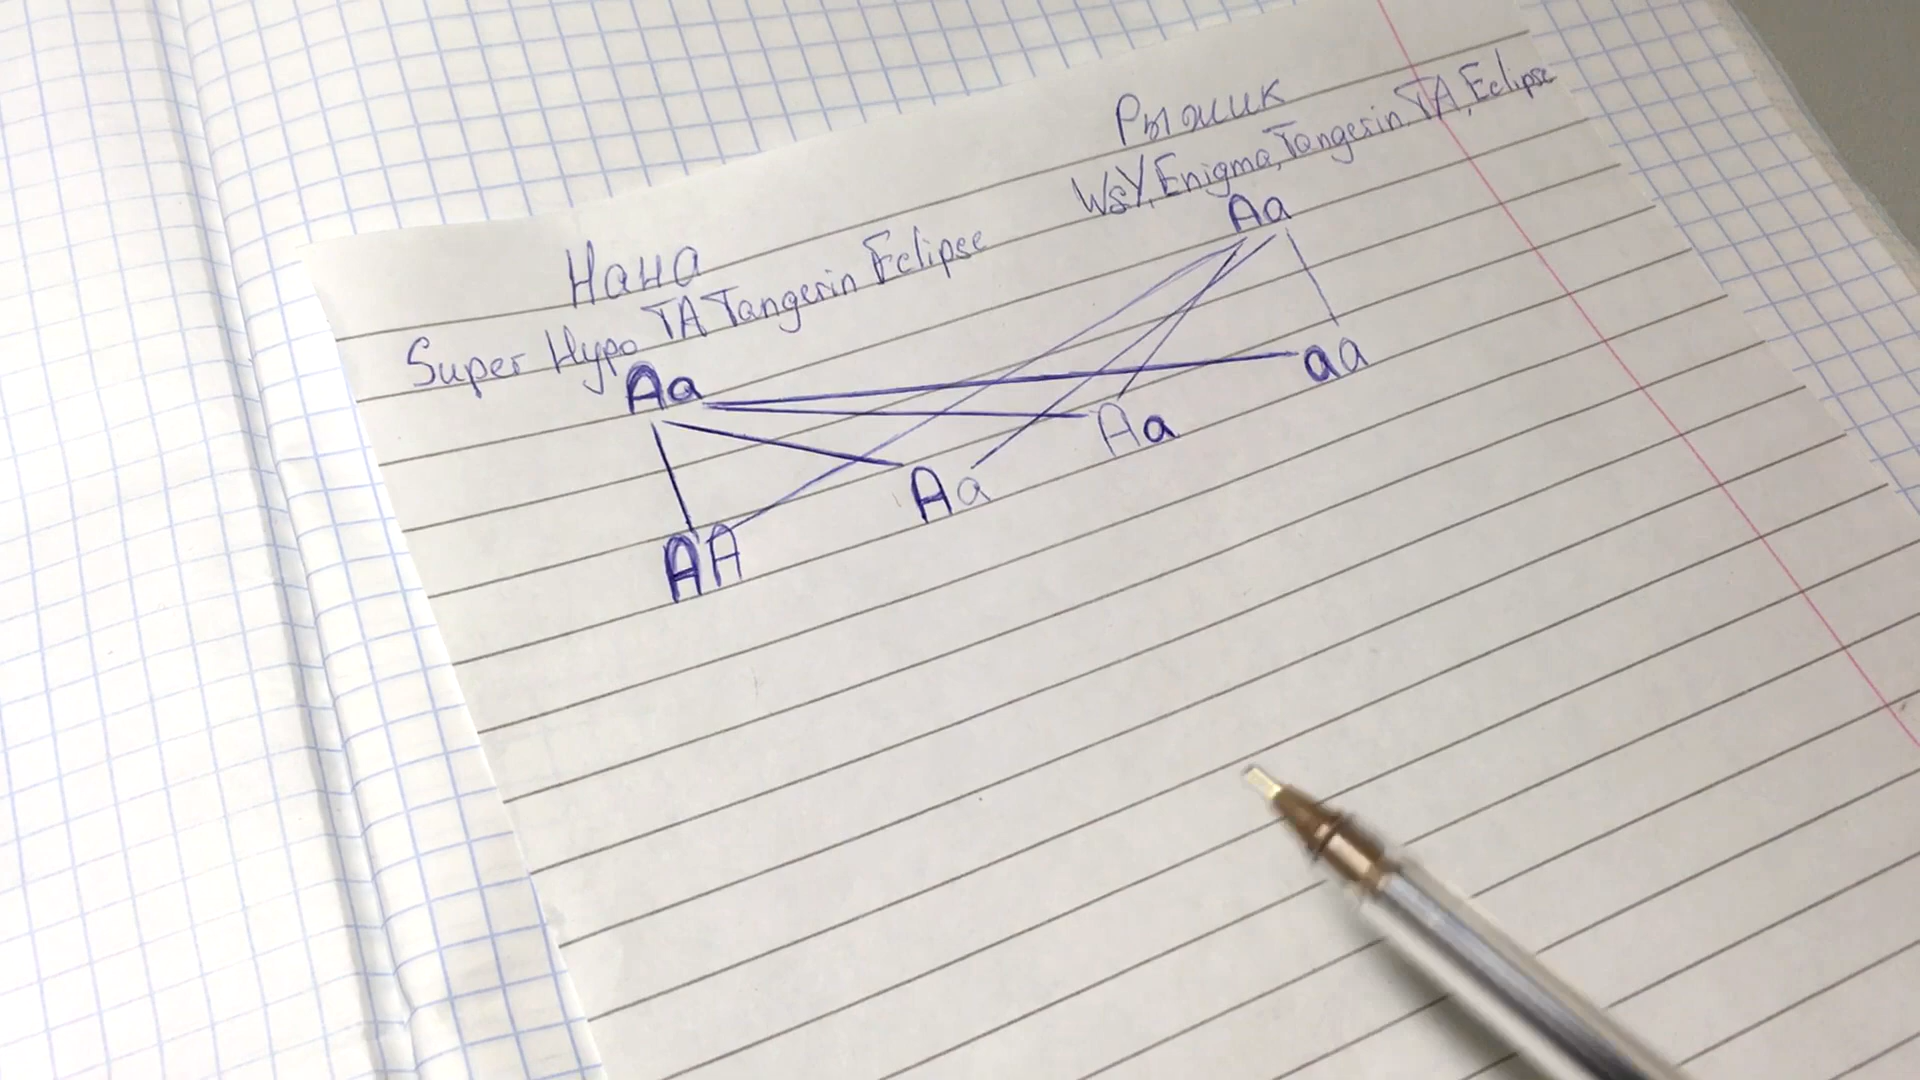 Рыжик
WsY, Enigma, Tangerin TA, Eclipse
Aa
Нана
Super Hypo TA Tangerin Eclipse
Aa
aa
Aa
Aa
AA